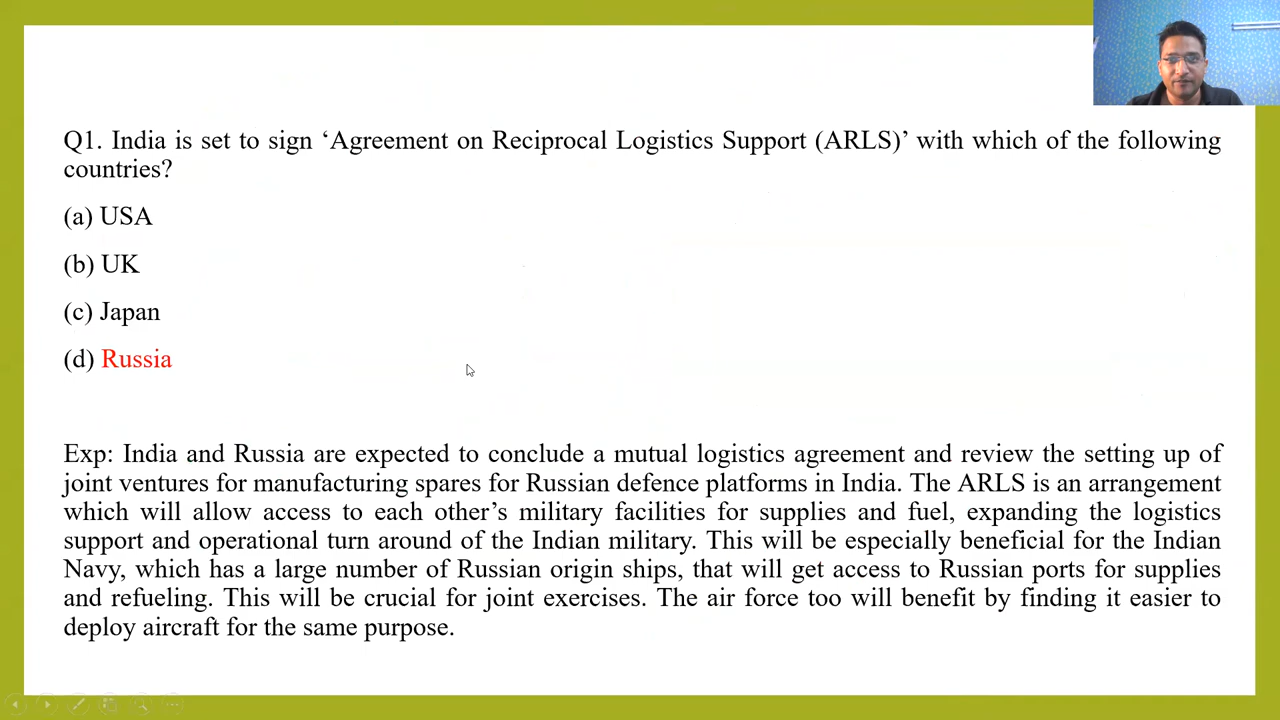 Q1. India is set to sign ‘Agreement on Reciprocal Logistics Support (ARLS)’ with which of the following
countries?
(a) USA
(b) UK
(c) Japan
(d) Russia
Exp: India and Russia are expected to conclude a mutual logistics agreement and review the setting up of
joint ventures for manufacturing spares for Russian defence platforms in India. The ARLS is an arrangement
which will allow access to each other’s military facilities for supplies and fuel, expanding the logistics
support and operational turn around of the Indian military. This will be especially beneficial for the Indian
Navy, which has a large number of Russian origin ships, that will get access to Russian ports for supplies
and refueling. This will be crucial for joint exercises. The air force too will benefit by finding it easier to
deploy aircraft for the same purpose.